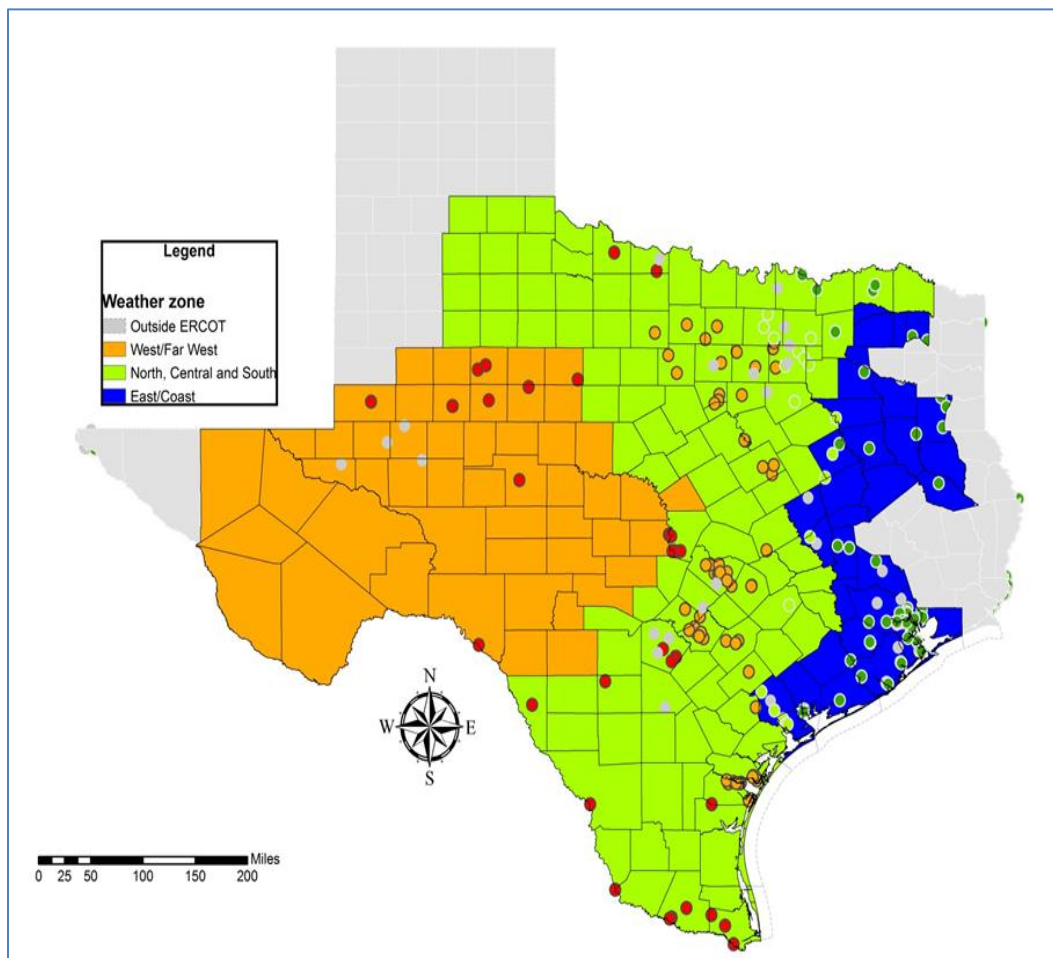 Legend
Weather zone
Outside ERCOT
West/Far West
North, Central and South
East/Coast
N
W E
S
Miles
0 25 50 100 150 200